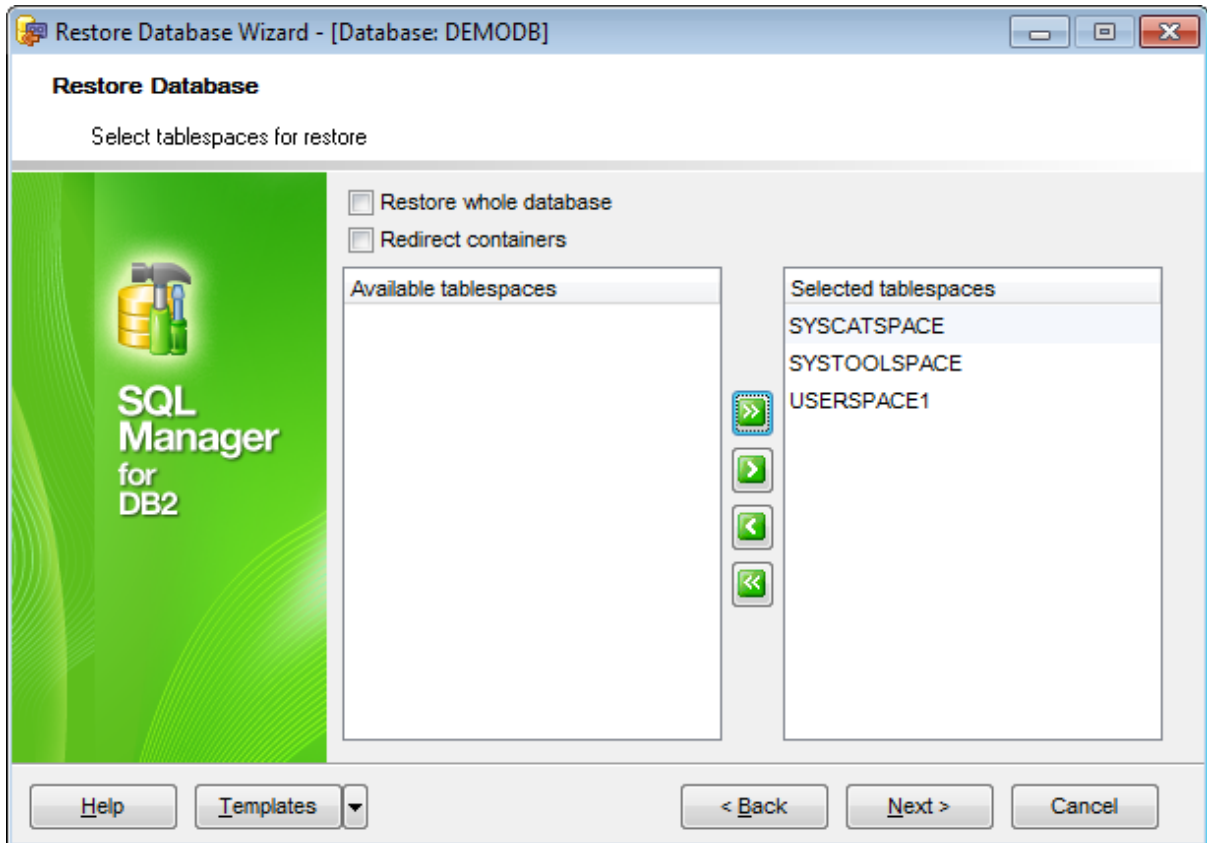 Restore Database Wizard - [Database: DEMODB]
Restore Database
Select tablespaces for restore
Restore whole database
Redirect containers
Available tablespaces
Selected tablespaces
SYSCATSPACE
SYSTOOLSPACE
USERSPACE1
SQL
Manager
for
DB2
Help
Templates
< Back
Next >
Cancel